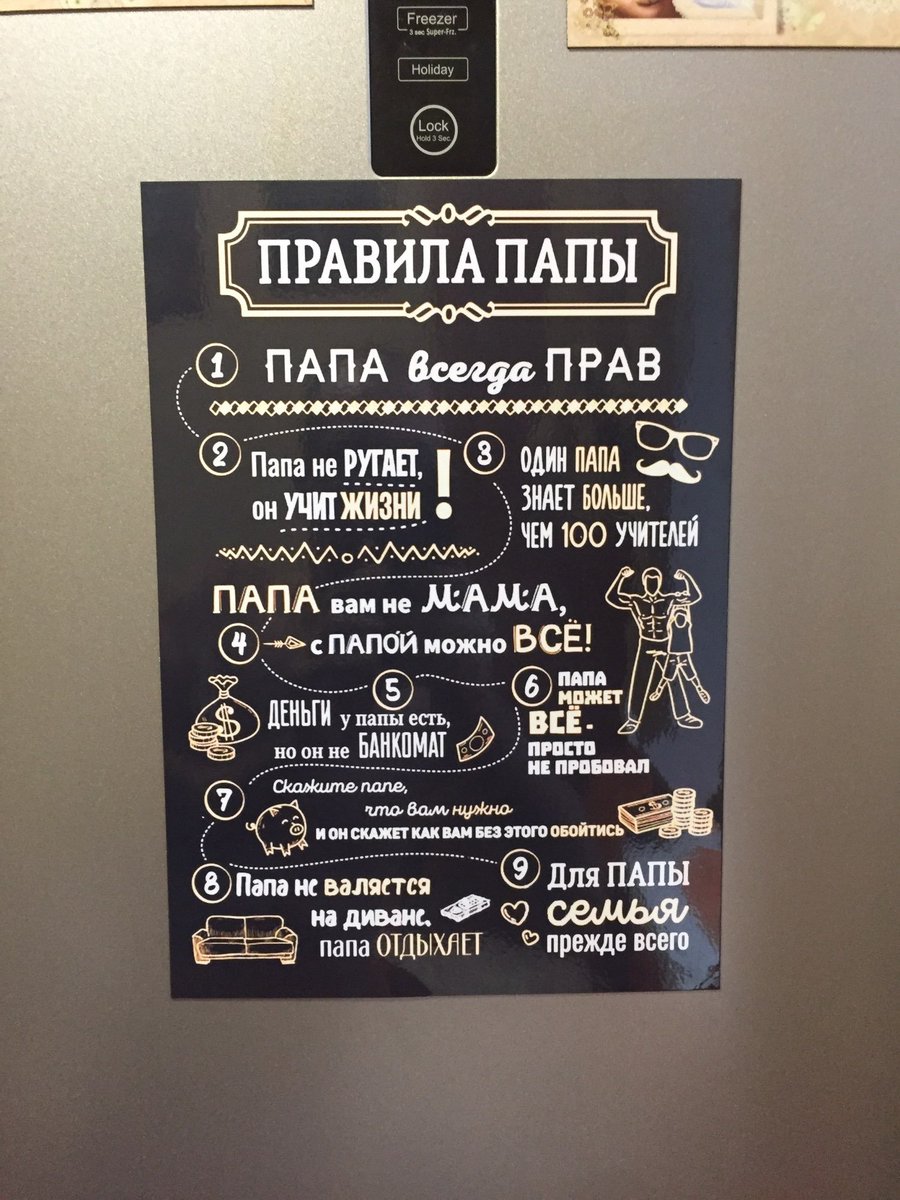 Freezer
3 sec Super-Frz.
Holiday
Lock
Hold 3 Sec.
ПРАВИЛА ПАПЫ
1 ПАПА всегда ПРАВ
2 Папа не РУГАЕТ,
он УЧИТ ЖИЗНИ!
3 ОДИН ПАПА
ЗНАЕТ БОЛЬШЕ,
ЧЕМ 100 УЧИТЕЛЕЙ
ПАПА вам не МАМА,
4 с ПАПОЙ можно ВСЁ!
5
ДЕНЬГИ у папы есть,
но он не БАНКОМАТ
6 ПАПА
МОЖЕТ
ВСЁ-
ПРОСТО
НЕ ПРОБОВАЛ
7 Скажите папе,
что вам нужно
И ОН СКАЖЕТ КАК ВАМ БЕЗ ЭТОГО ОБОЙТИСЬ
8 Папа не валяется
на диване,
папа ОТДЫХАЕТ
9 Для ПАПЫ
семья
прежде всего